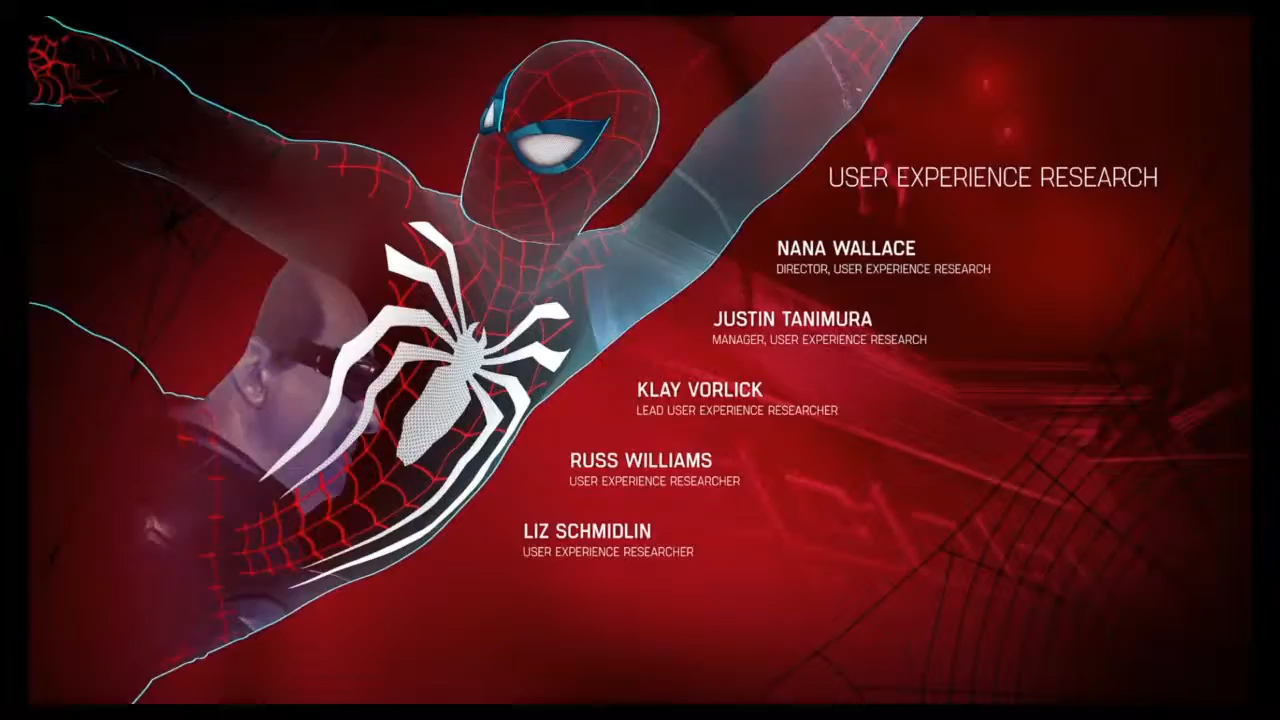 USER EXPERIENCE RESEARCH
NANA WALLACE
DIRECTOR, USER EXPERIENCE RESEARCH
JUSTIN TANIMURA
MANAGER, USER EXPERIENCE RESEARCH
KLAY VORLICK
LEAD USER EXPERIENCE RESEARCHER
RUSS WILLIAMS
USER EXPERIENCE RESEARCHER
LIZ SCHMIDLIN
USER EXPERIENCE RESEARCHER